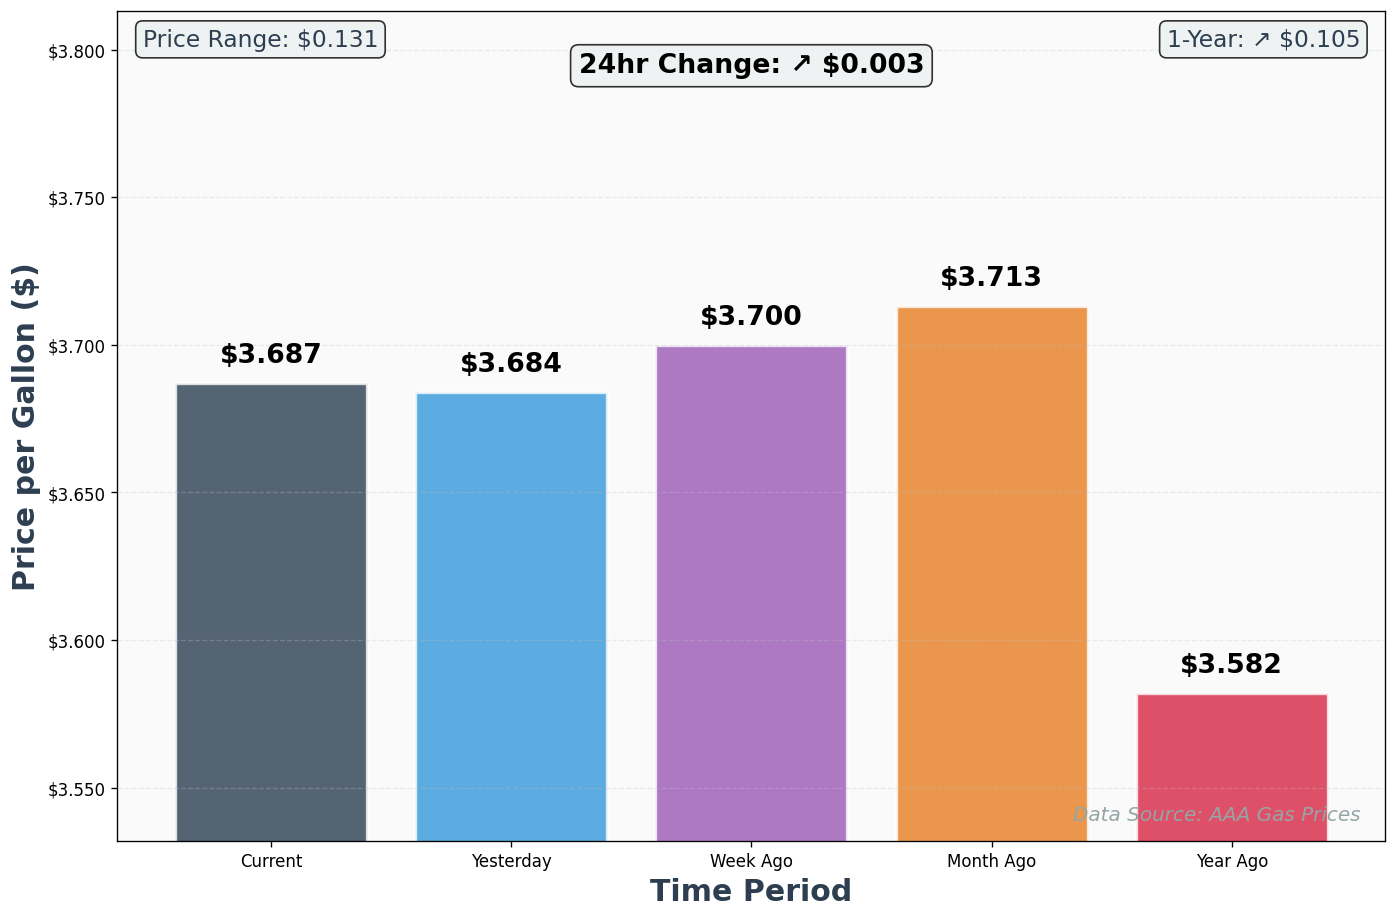 Price Range: $0.131
24hr Change: ↗ $0.003
1-Year: ↗ $0.105
Price per Gallon ($)
$3.800
$3.750
$3.700
$3.650
$3.600
$3.550
$3.687
$3.684
$3.700
$3.713
$3.582
Data Source: AAA Gas Prices
Current
Yesterday
Week Ago
Month Ago
Year Ago
Time Period